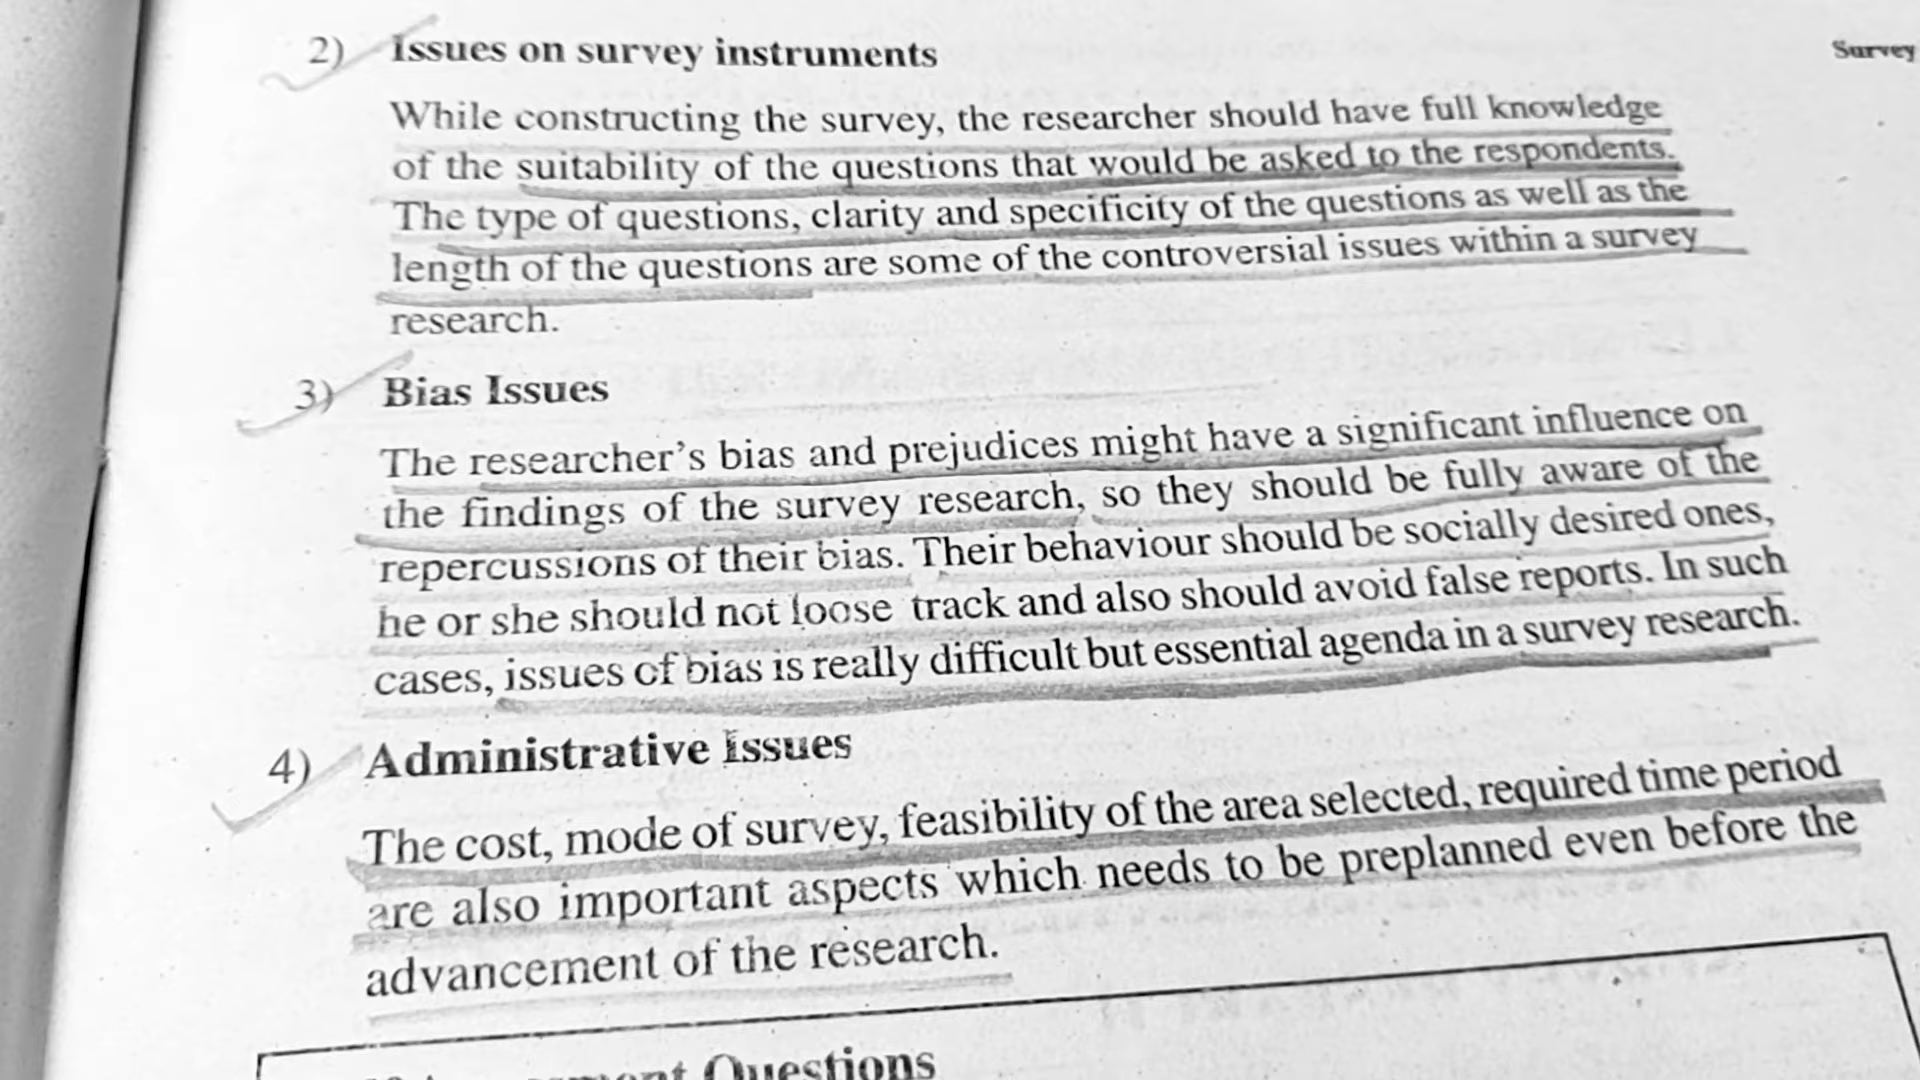 Survey
2) Issues on survey instruments
While constructing the survey, the researcher should have full knowledge
of the suitability of the questions that would be asked to the respondents.
The type of questions, clarity and specificity of the questions as well as the
length of the questions are some of the controversial issues within a survey
research.
3) Bias Issues
The researcher's bias and prejudices might have a significant influence on
the findings of the survey research, so they should be fully aware of the
repercussions of their bias. Their behaviour should be socially desired ones,
he or she should not loose track and also should avoid false reports. In such
cases, issues of bias is really difficult but essential agenda in a survey research.
4) Administrative Issues
The cost, mode of survey, feasibility of the area selected, required time period
are also important aspects which needs to be preplanned even before the
advancement of the research.
Questions